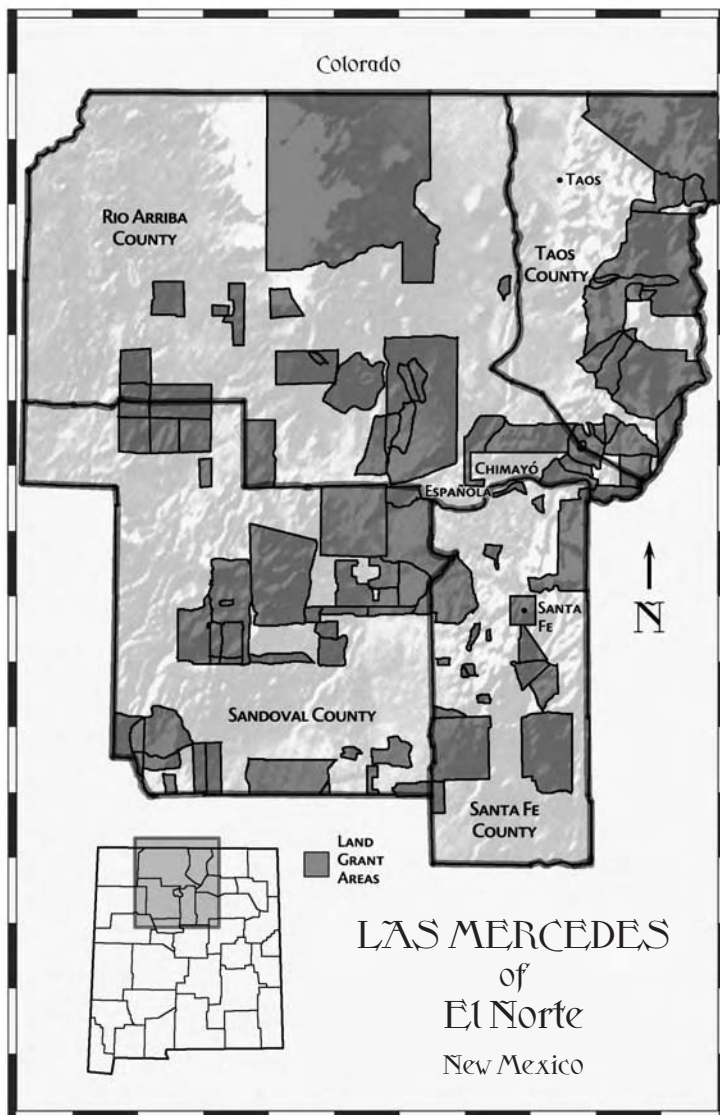 Colorado
RIO ARRIBA
COUNTY
TAOS
TAOS
COUNTY
CHIMAYÓ
ESPAÑOLA
SANTA
FE
Ñ
SANDOVAL COUNTY
SANTA FE
COUNTY
LAND
GRANT
AREAS
LAS MERCEDES
of
El Norte
New Mexico